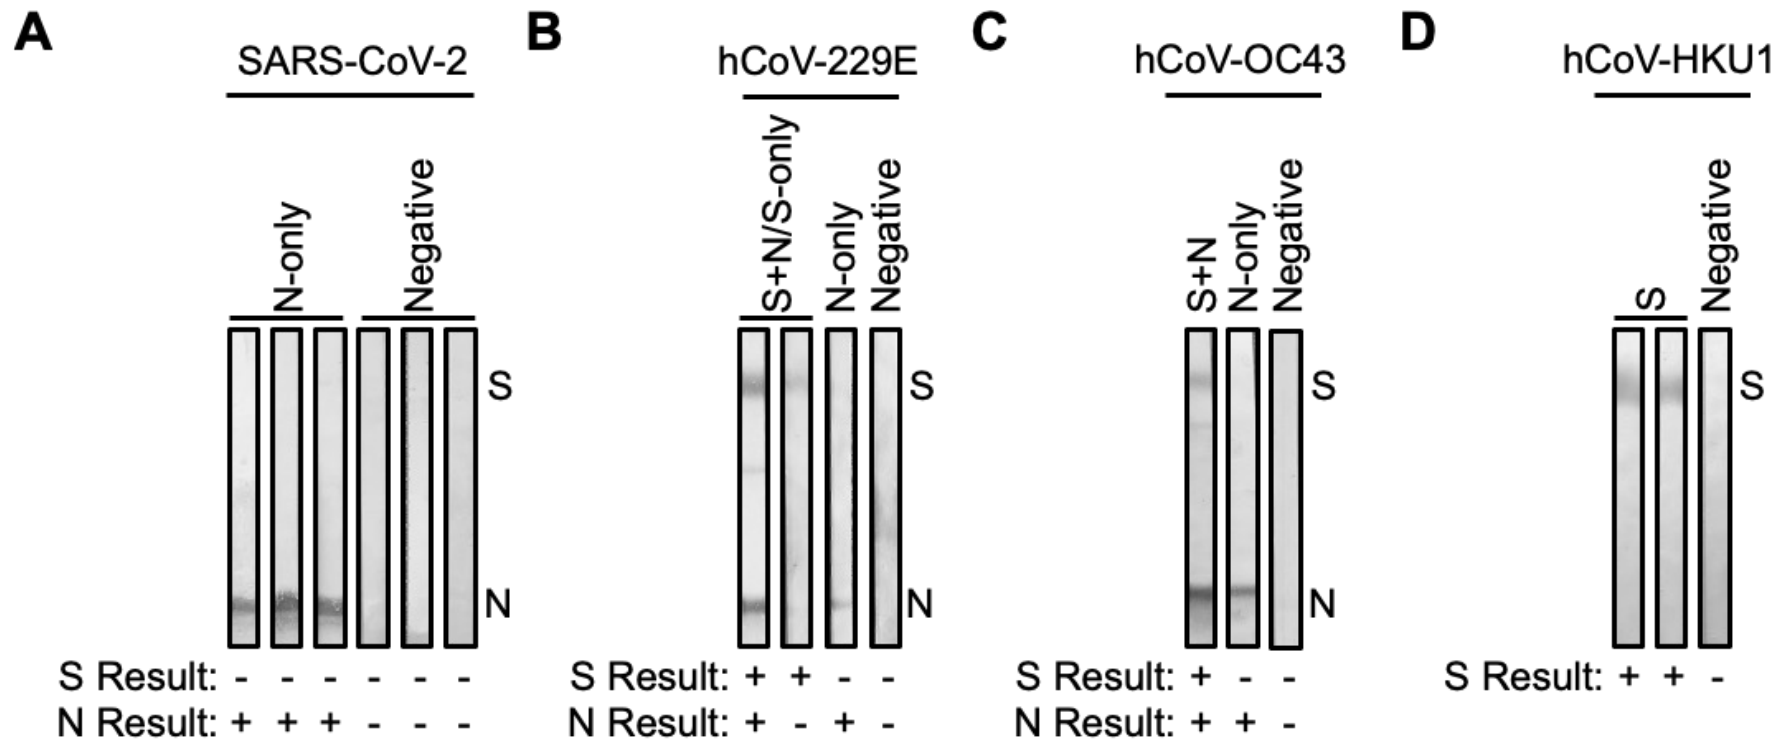 A
SARS-CoV-2
N-only
Negative
S
N
S Result: - - - - - -
N Result: + + + - - -
B
hCoV-229E
S+N/S-only
N-only
Negative
S
N
S Result: + + - -
N Result: + - + -
C
hCoV-OC43
S+N
N-only
Negative
S
N
S Result: + - -
N Result: + + -
D
hCoV-HKU1
S
Negative
S
S Result: + + -